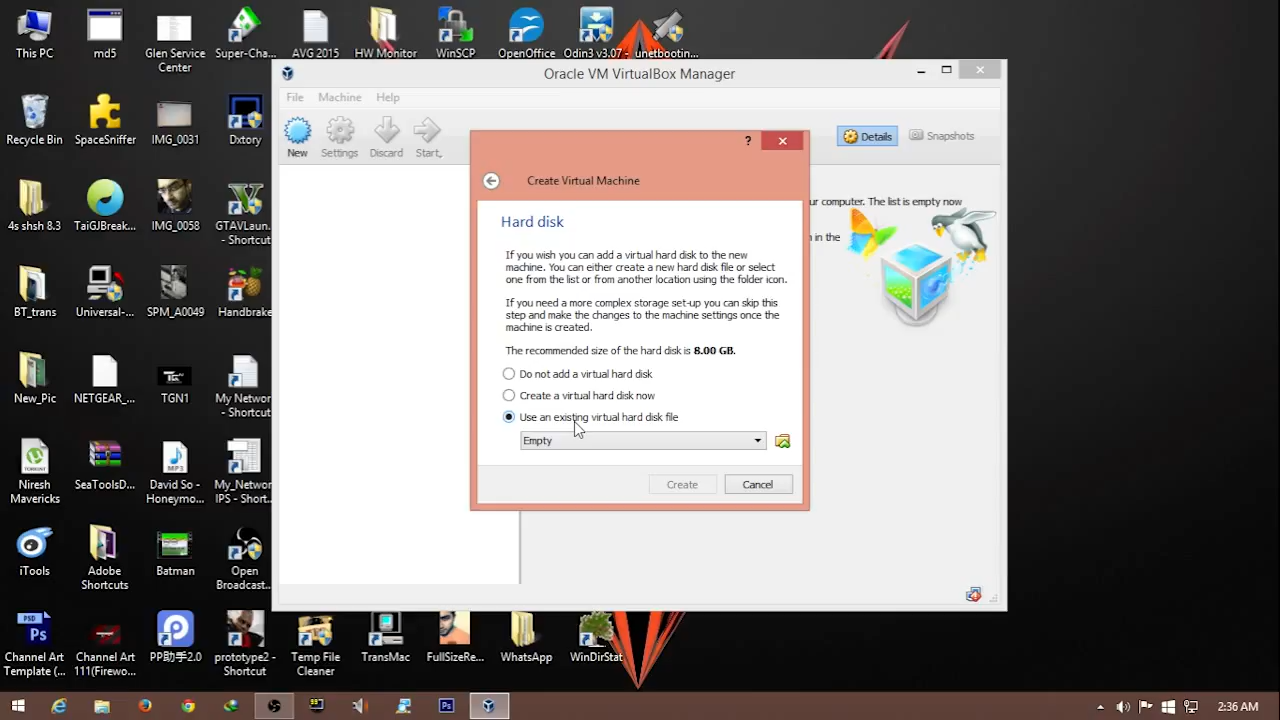 This PC
md5
Glen Service
Center
Super-Cha...
AVG 2015
HW Monitor
WinSCP
OpenOffice
Odin3 v3.07 -
unetbootin...
Oracle VM VirtualBox Manager
File
Machine
Help
New
Settings
Discard
Start
Details
Snapshots
ur computer. The list is empty now
n in the
Create Virtual Machine
Hard disk
If you wish you can add a virtual hard disk to the new
machine. You can either create a new hard disk file or select
one from the list or from another location using the folder icon.
If you need a more complex storage set-up you can skip this
step and make the changes to the machine settings once the
machine is created.
The recommended size of the hard disk is 8.00 GB.
Do not add a virtual hard disk
Create a virtual hard disk now
Use an existing virtual hard disk file
Empty
Create
Cancel
Recycle Bin
SpaceSniffer
IMG_0031
Dxtory
4s shsh 8.3
TaiGJBreak...
IMG_0058
GTAVLaun...
- Shortcut
BT_trans
Universal-...
SPM_A0049
Handbrake
New_Pic
NETGEAR_...
TGN1
My Network
- Shortcut
Niresh
Mavericks
SeaToolsD...
MP3
David So -
Honeymo...
My_Network
IPS - Short...
iTools
Adobe
Shortcuts
Batman
Open
Broadcast...
PSD
Ps
Channel Art
Template (...
Channel Art
111(Firewo...
PP助手2.0
prototype2 -
Shortcut
Temp File
Cleaner
TransMac
FullSizeRe...
WhatsApp
WinDirStat
Ps
2:36 AM